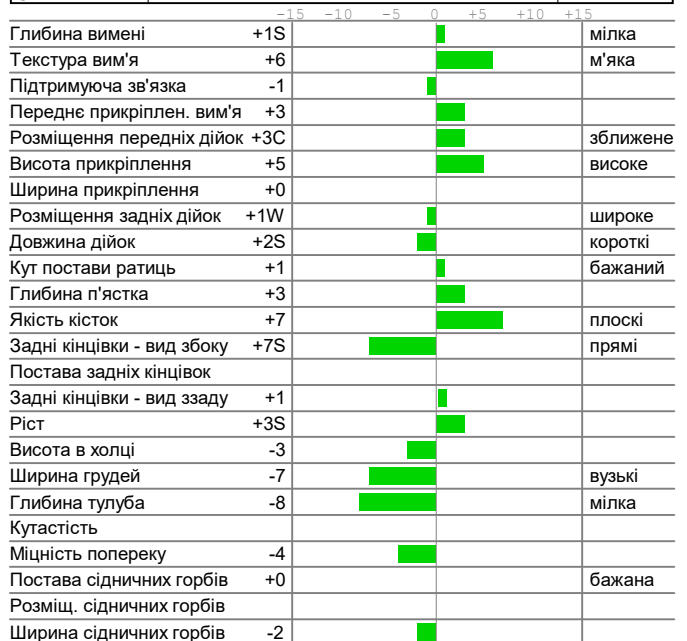 -15 -10 -5 0 +5 +10 +15
Глибина вимені +1S мілка
Текстура вим'я +6 м'яка
Підтримуюча зв'язка -1
Переднє прикріплен. вим'я +3
Розміщення передніх дійок +3C зближене
Висота прикріплення +5 високе
Ширина прикріплення +0
Розміщення задніх дійок +1W широке
Довжина дійок +2S короткі
Кут постави ратиць +1 бажаний
Глибина п'ястка +3
Якість кісток +7 плоскі
Задні кінцівки - вид збоку +7S прямі
Постава задніх кінцівок
Задні кінцівки - вид ззаду +1
Ріст +3S
Висота в холці -3
Ширина грудей -7 вузькі
Глибина тулуба -8 мілка
Кутастість
Міцність попереку -4
Постава сідничних горбів +0 бажана
Розміщ. сідничних горбів
Ширина сідничних горбів -2